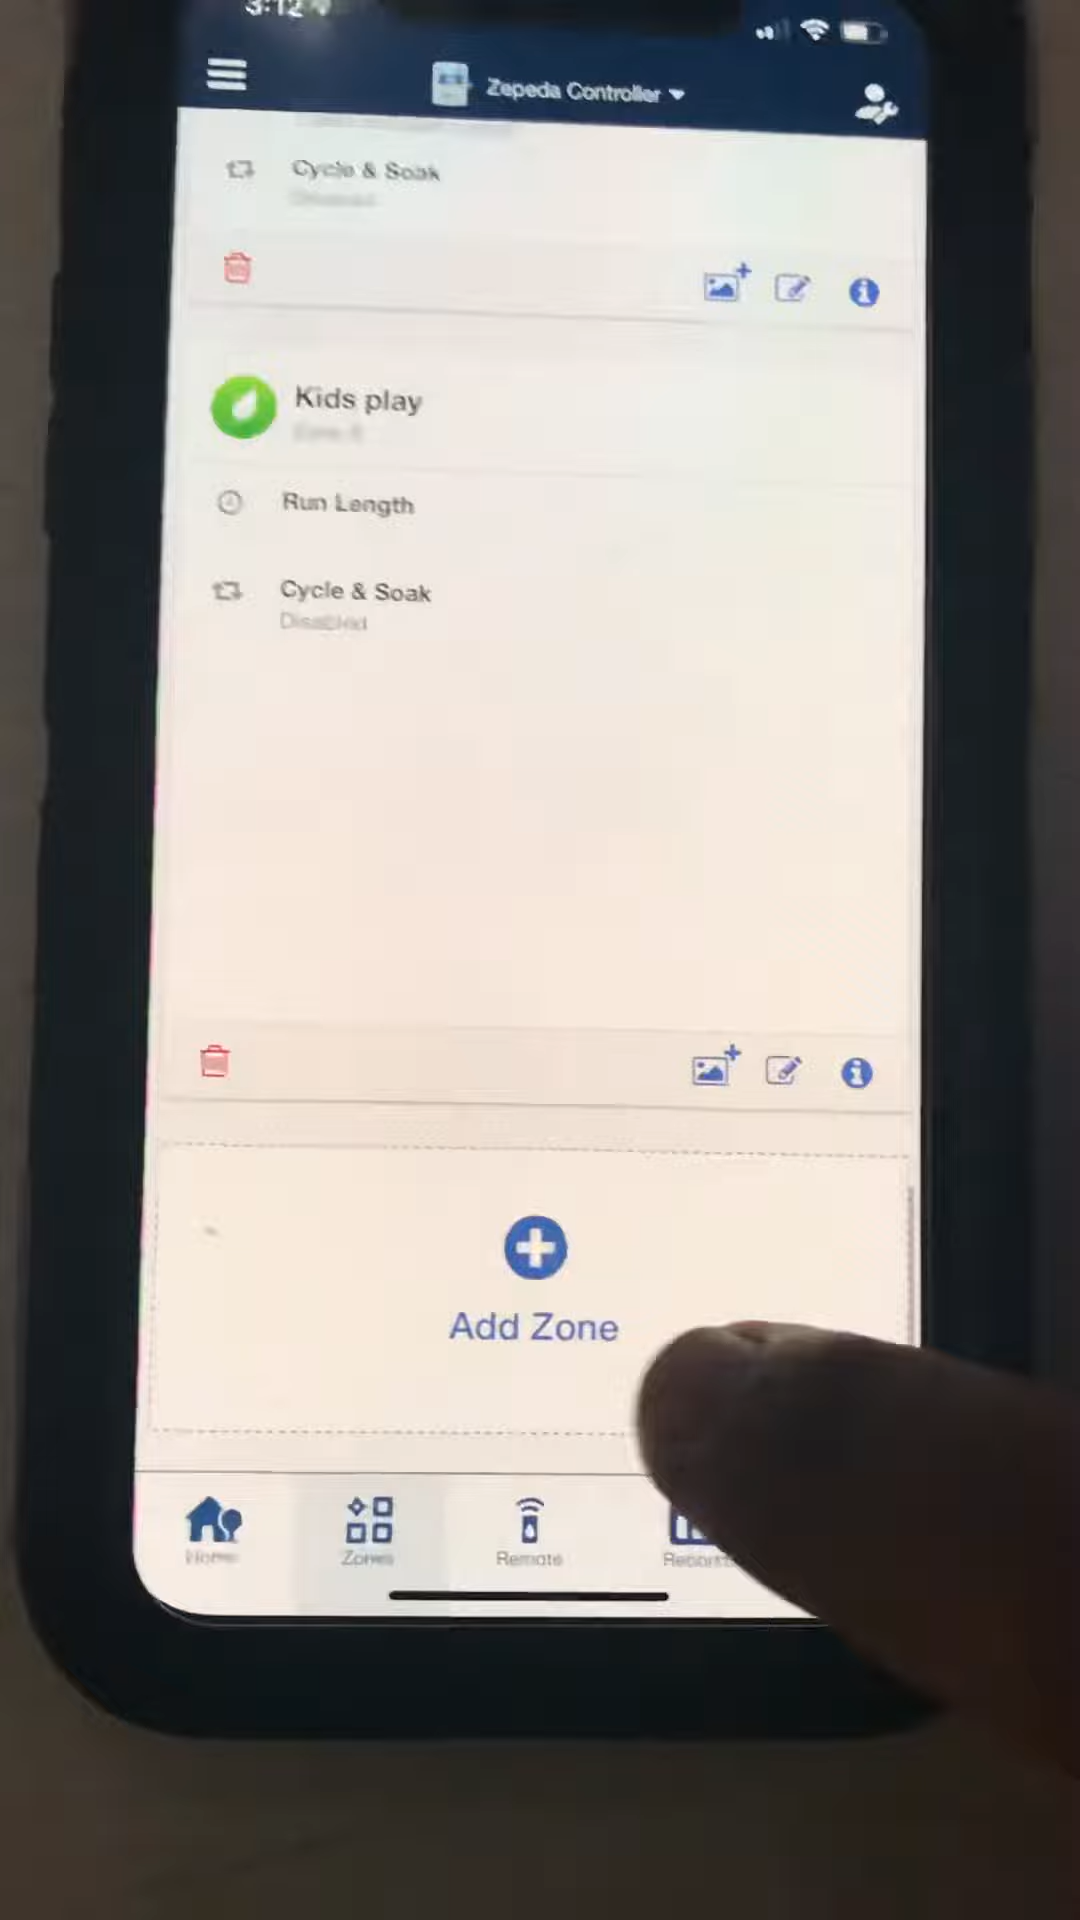 3:12
Zepeda Controller
Cycle & Soak
Disabled
Kids play
Run Length
Cycle & Soak
Disabled
Add Zone
Home
Zones
Remote
Reports